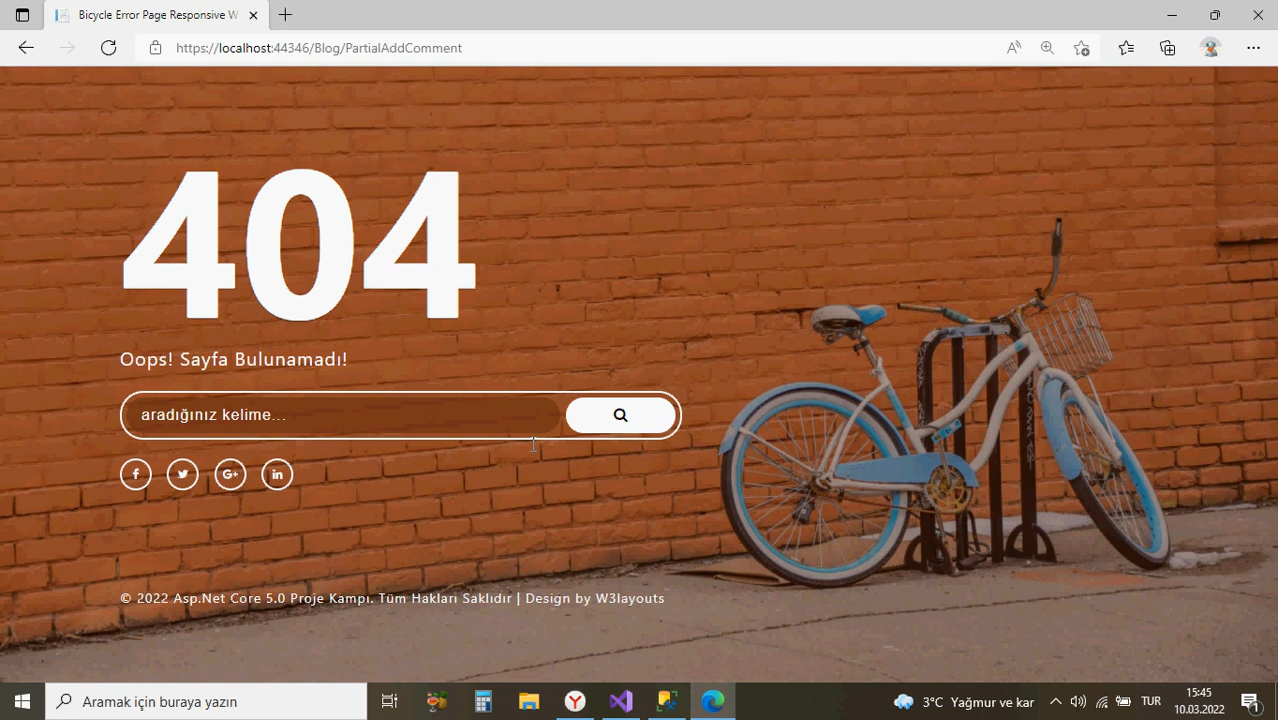 Bicycle Error Page Responsive W
https://localhost:44346/Blog/PartialAddComment
404
Oops! Sayfa Bulunamadı!
aradığınız kelime...
© 2022 Asp.Net Core 5.0 Proje Kampı. Tüm Hakları Saklıdır | Design by W3layouts
Aramak için buraya yazın
3°C Yağmur ve kar
TUR
15:45
10.03.2022
1